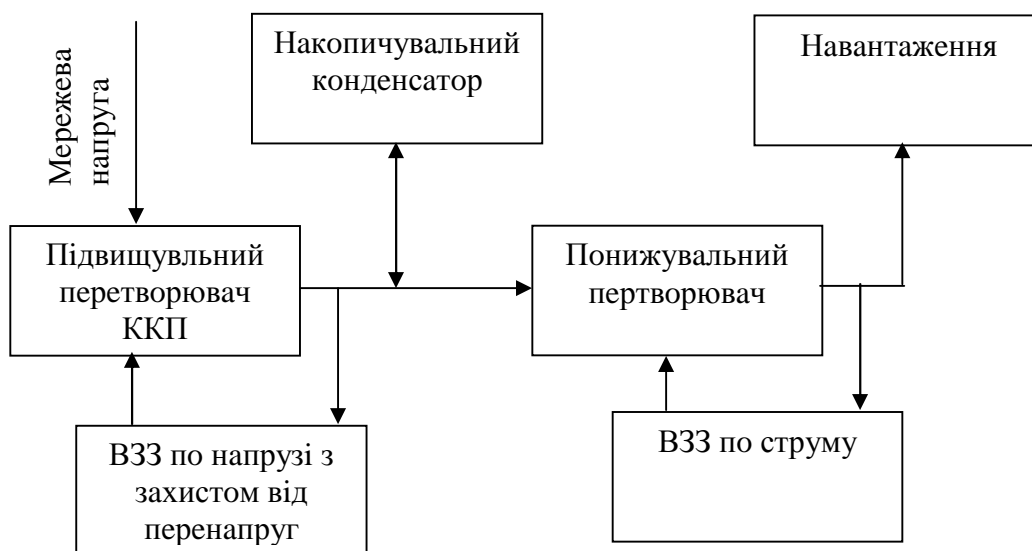 Мережева
напруга
Накопичувальний
конденсатор
Навантаження
Підвищувльний
перетворювач
ККП
Понижувальний
пертворювач
ВЗЗ по напрузі з
захистом від
перенапруг
ВЗЗ по струму